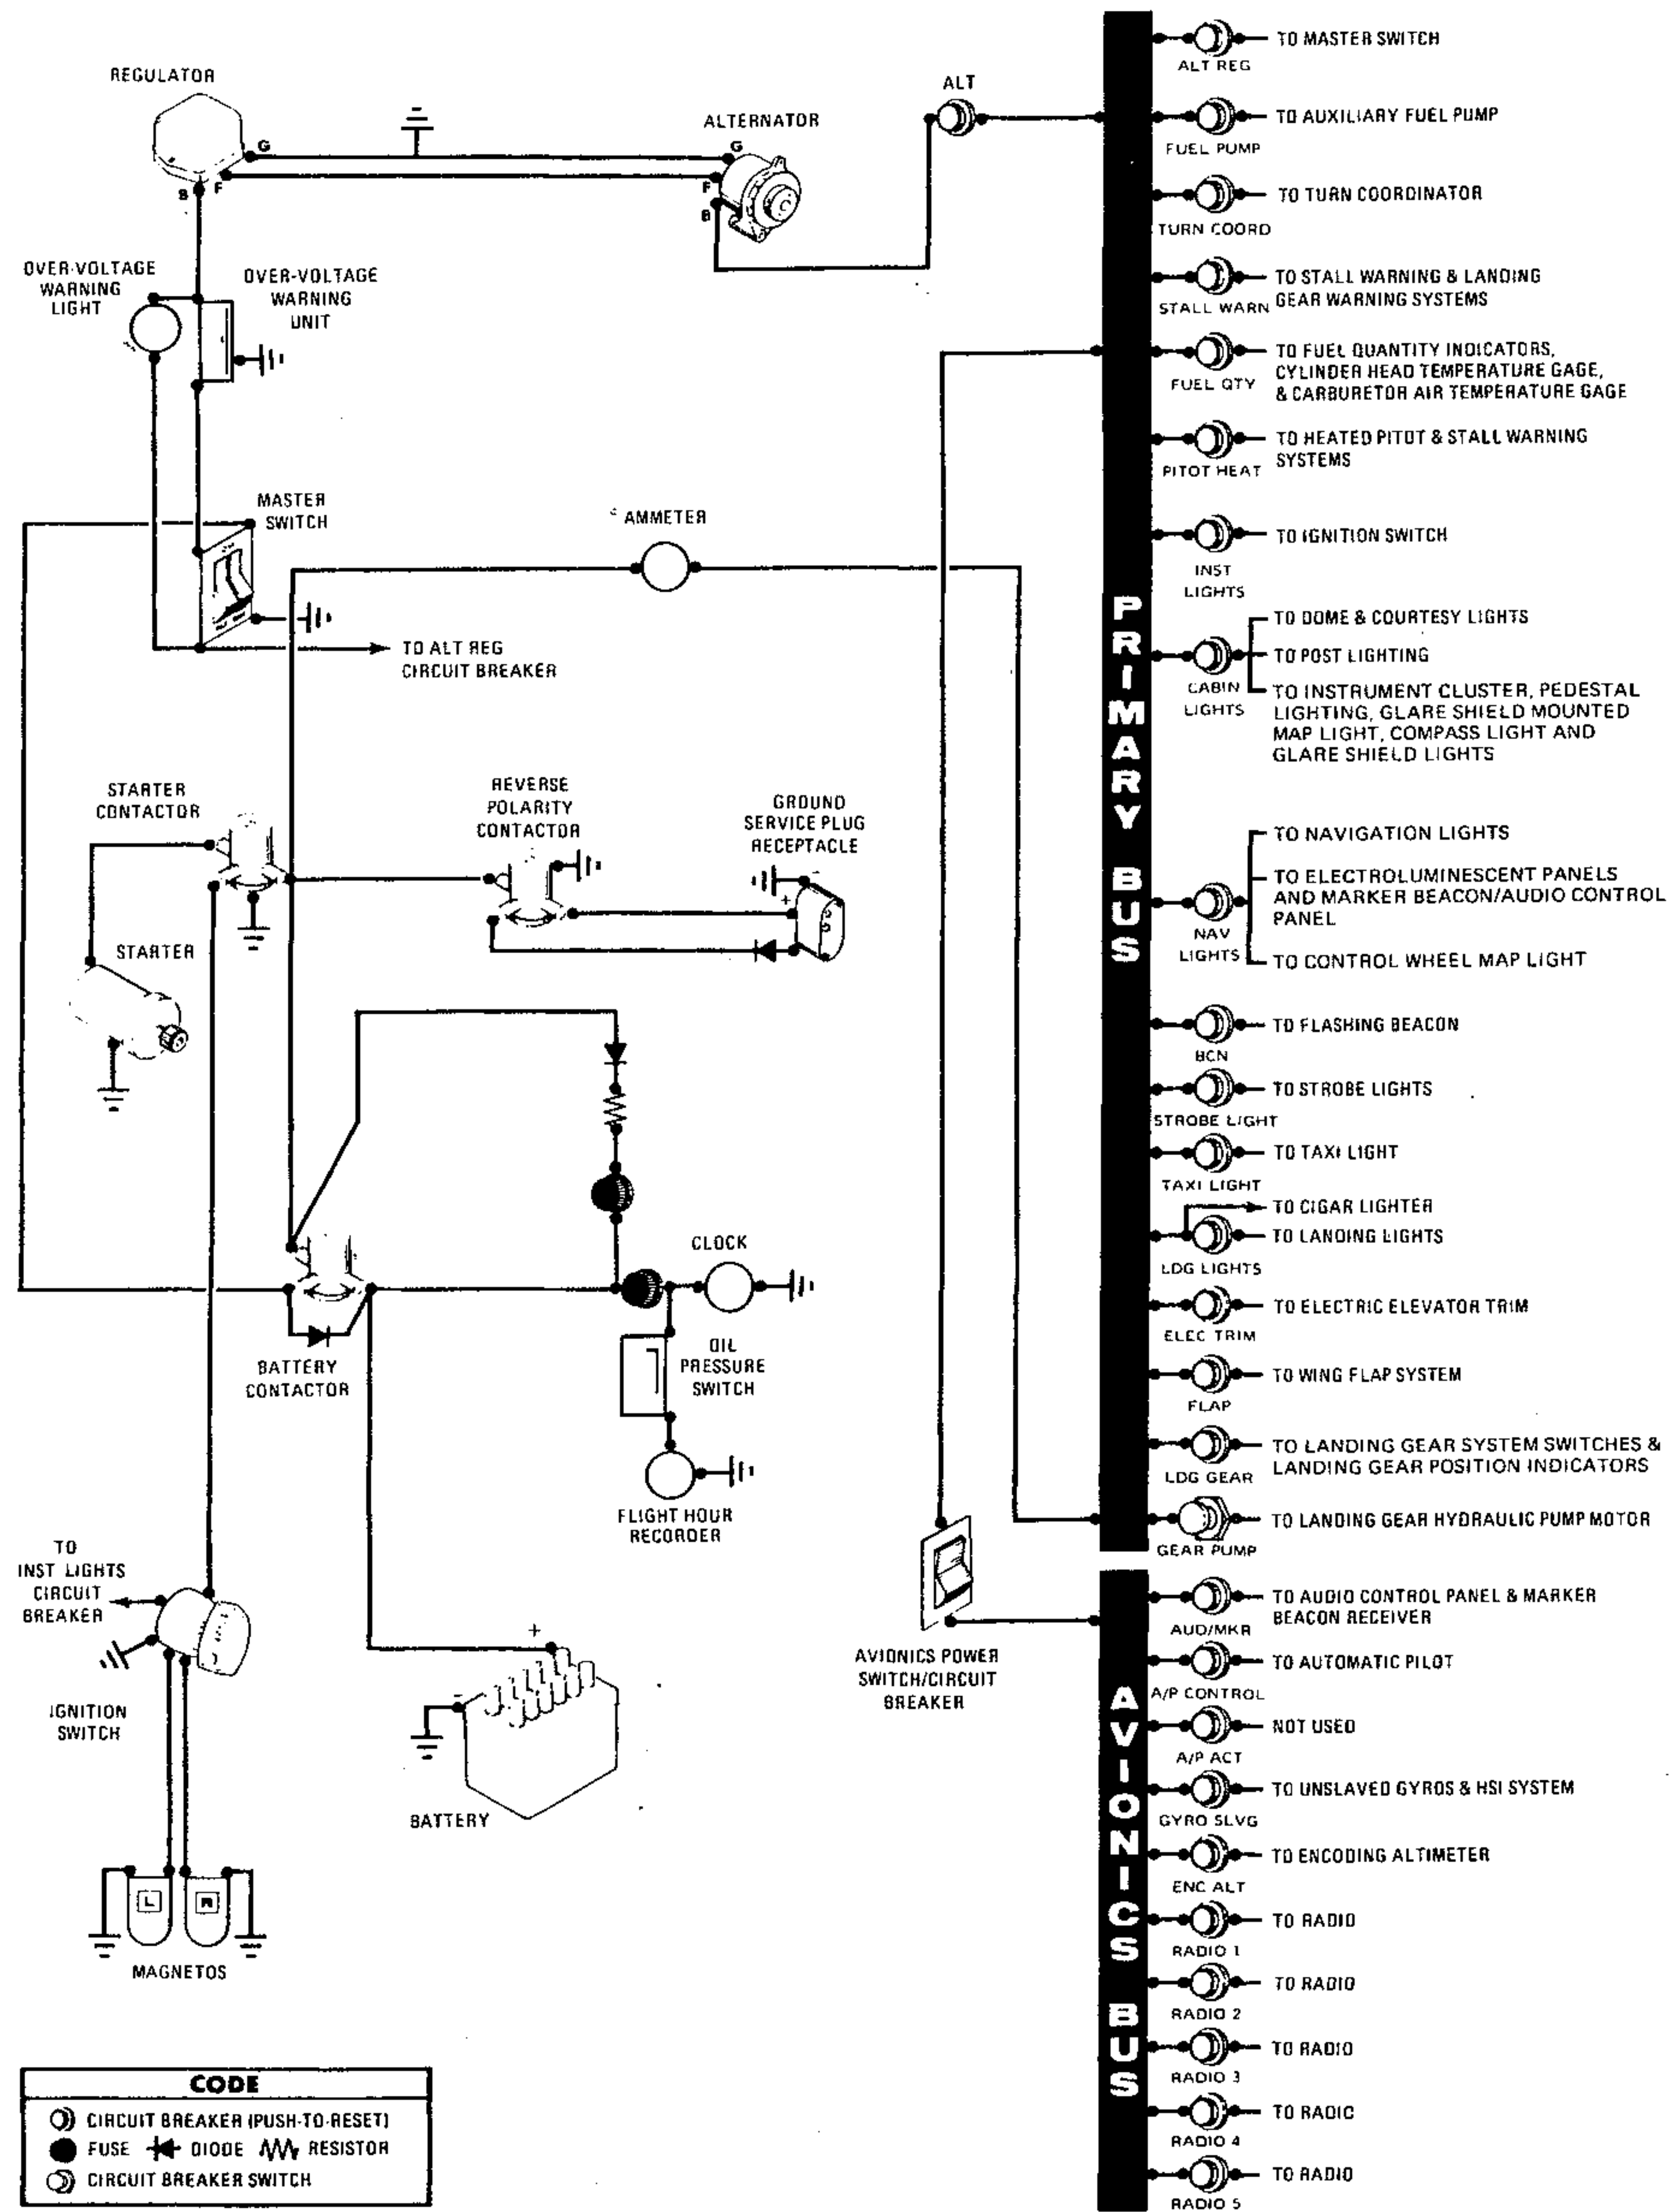 REGULATOR
G
F
B
ALTERNATOR
G
F
B
ALT
OVER-VOLTAGE
WARNING
LIGHT
OVER-VOLTAGE
WARNING
UNIT
MASTER
SWITCH
AMMETER
TO ALT REG
CIRCUIT BREAKER
STARTER
CONTACTOR
REVERSE
POLARITY
CONTACTOR
GROUND
SERVICE PLUG
RECEPTACLE
-
+
STARTER
CLOCK
OIL
PRESSURE
SWITCH
BATTERY
CONTACTOR
FLIGHT HOUR
RECORDER
TO
INST LIGHTS
CIRCUIT
BREAKER
IGNITION
SWITCH
+
-
BATTERY
AVIONICS POWER
SWITCH/CIRCUIT
BREAKER
L
R
MAGNETOS
CODE
CIRCUIT BREAKER (PUSH-TO-RESET)
FUSE DIODE RESISTOR
CIRCUIT BREAKER SWITCH
PRIMARY BUS
TO MASTER SWITCH
ALT REG
TO AUXILIARY FUEL PUMP
FUEL PUMP
TO TURN COORDINATOR
TURN COORD
TO STALL WARNING & LANDING
GEAR WARNING SYSTEMS
STALL WARN
TO FUEL QUANTITY INDICATORS,
CYLINDER HEAD TEMPERATURE GAGE,
& CARBURETOR AIR TEMPERATURE GAGE
FUEL QTY
TO HEATED PITOT & STALL WARNING
SYSTEMS
PITOT HEAT
TO IGNITION SWITCH
INST
LIGHTS
TO DOME & COURTESY LIGHTS
TO POST LIGHTING
TO INSTRUMENT CLUSTER, PEDESTAL
LIGHTING, GLARE SHIELD MOUNTED
MAP LIGHT, COMPASS LIGHT AND
GLARE SHIELD LIGHTS
CABIN
LIGHTS
TO NAVIGATION LIGHTS
TO ELECTROLUMINESCENT PANELS
AND MARKER BEACON/AUDIO CONTROL
PANEL
TO CONTROL WHEEL MAP LIGHT
NAV
LIGHTS
TO FLASHING BEACON
BCN
TO STROBE LIGHTS
STROBE LIGHT
TO TAXI LIGHT
TAXI LIGHT
TO CIGAR LIGHTER
TO LANDING LIGHTS
LDG LIGHTS
TO ELECTRIC ELEVATOR TRIM
ELEC TRIM
TO WING FLAP SYSTEM
FLAP
TO LANDING GEAR SYSTEM SWITCHES &
LANDING GEAR POSITION INDICATORS
LDG GEAR
TO LANDING GEAR HYDRAULIC PUMP MOTOR
GEAR PUMP
AVIONICS BUS
TO AUDIO CONTROL PANEL & MARKER
BEACON RECEIVER
AUD/MKR
TO AUTOMATIC PILOT
A/P CONTROL
NOT USED
A/P ACT
TO UNSLAVED GYROS & HSI SYSTEM
GYRO SLVG
TO ENCODING ALTIMETER
ENC ALT
TO RADIO
RADIO 1
TO RADIO
RADIO 2
TO RADIO
RADIO 3
TO RADIO
RADIO 4
TO RADIO
RADIO 5